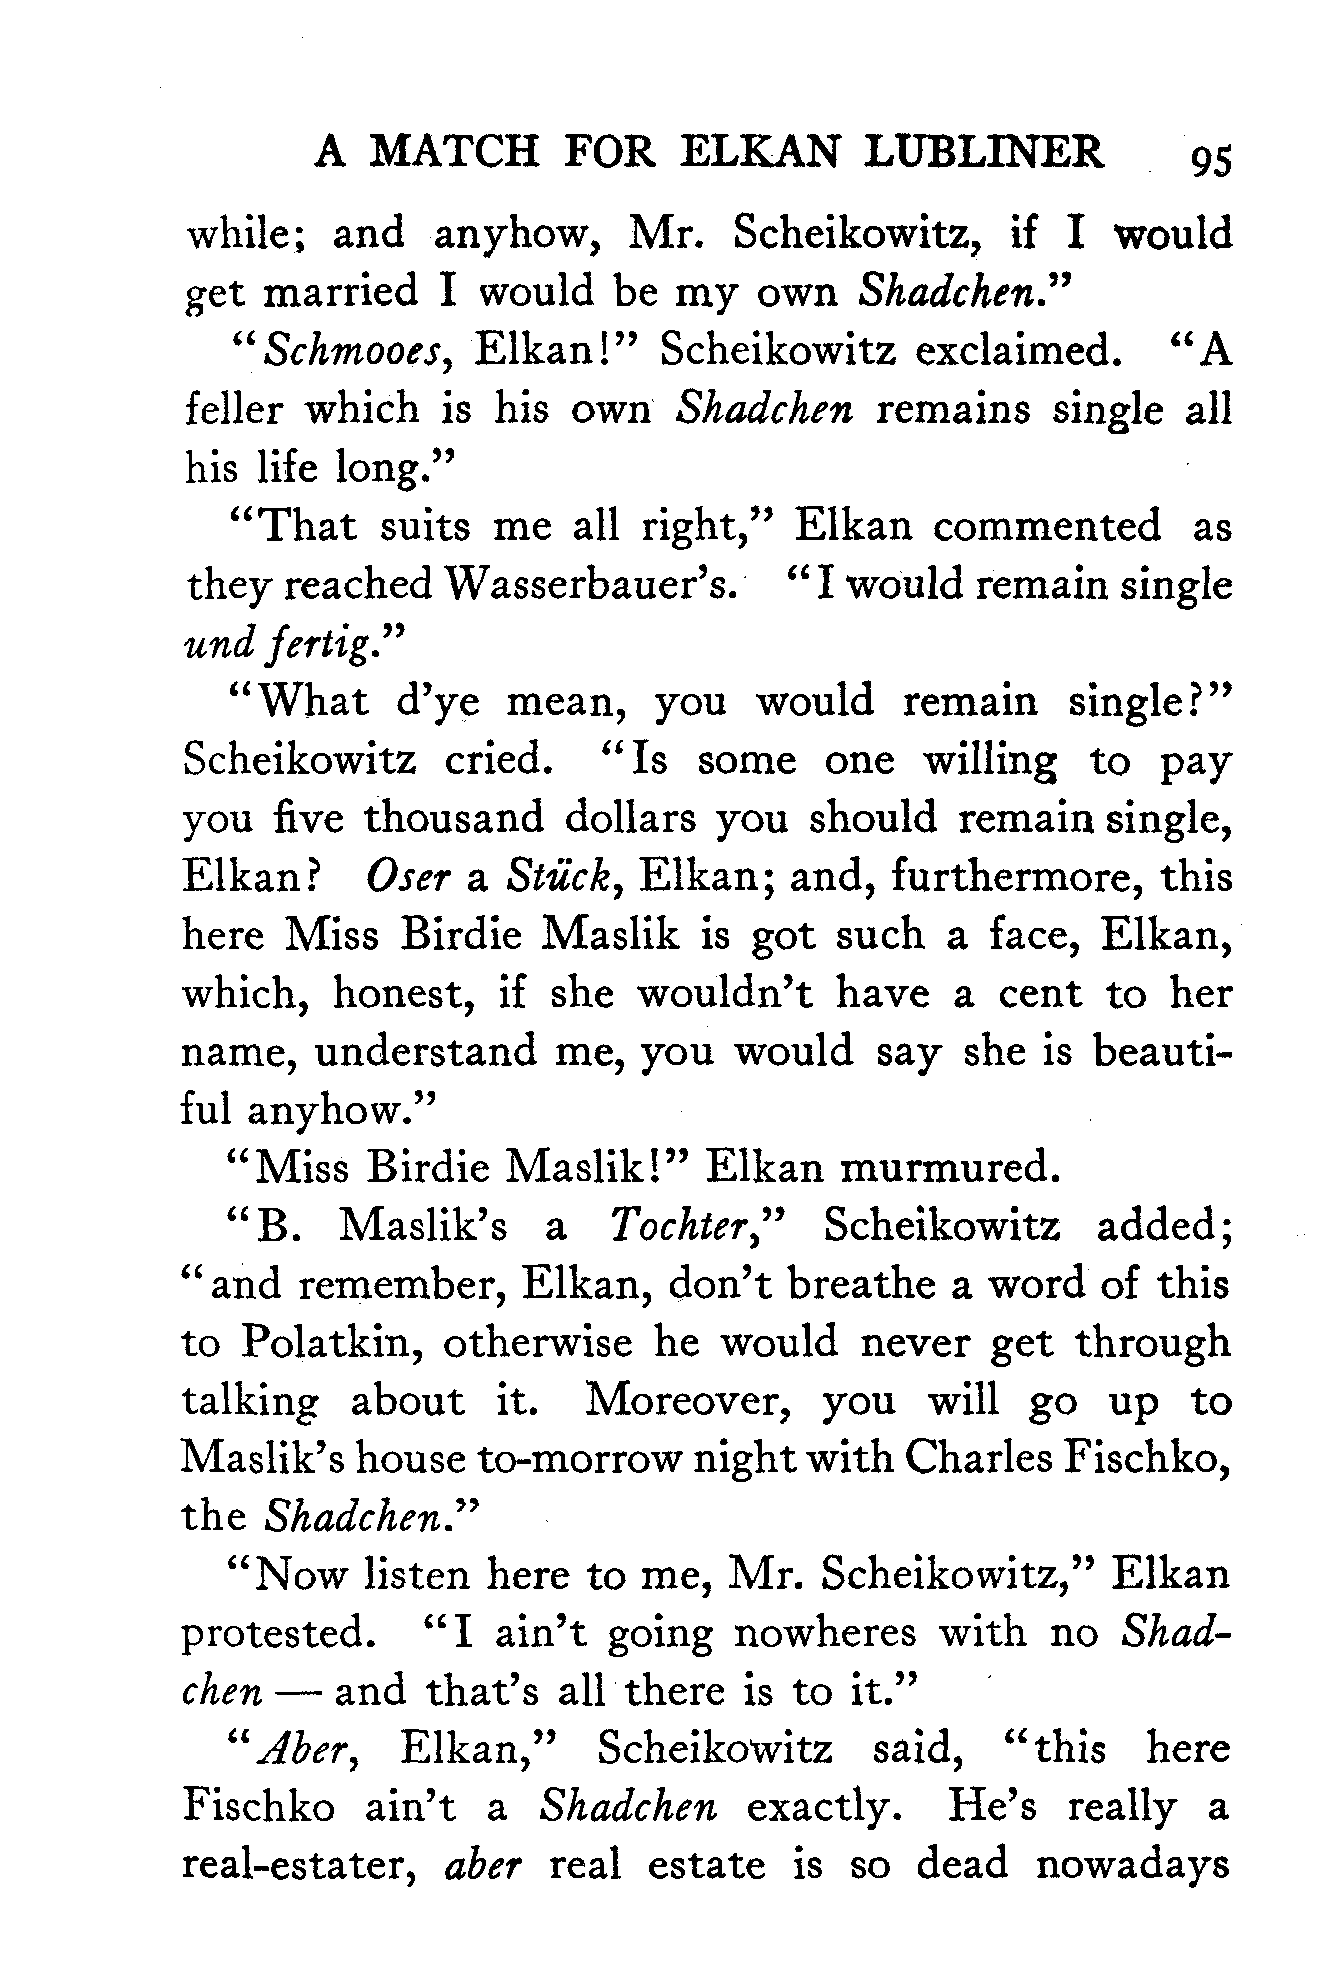 A MATCH FOR ELKAN LUBLINER 95
while; and anyhow, Mr. Scheikowitz, if I would
get married I would be my own Shadchen."
"Schmooes, Elkan!" Scheikowitz exclaimed. "A
feller which is his own Shadchen remains single all
his life long."
"That suits me all right," Elkan commented as
they reached Wasserbauer's. "I would remain single
und fertig."
"What d'ye mean, you would remain single?"
Scheikowitz cried. "Is some one willing to pay
you five thousand dollars you should remain single,
Elkan? Oser a Stück, Elkan; and, furthermore, this
here Miss Birdie Maslik is got such a face, Elkan,
which, honest, if she wouldn't have a cent to her
name, understand me, you would say she is beauti-
ful anyhow."
"Miss Birdie Maslik!" Elkan murmured.
"B. Maslik's a Tochter," Scheikowitz added;
"and remember, Elkan, don't breathe a word of this
to Polatkin, otherwise he would never get through
talking about it. Moreover, you will go up to
Maslik's house to-morrow night with Charles Fischko,
the Shadchen."
"Now listen here to me, Mr. Scheikowitz," Elkan
protested. "I ain't going nowheres with no Shad-
chen — and that's all there is to it."
"Aber, Elkan," Scheikowitz said, "this here
Fischko ain't a Shadchen exactly. He's really a
real-estater, aber real estate is so dead nowadays